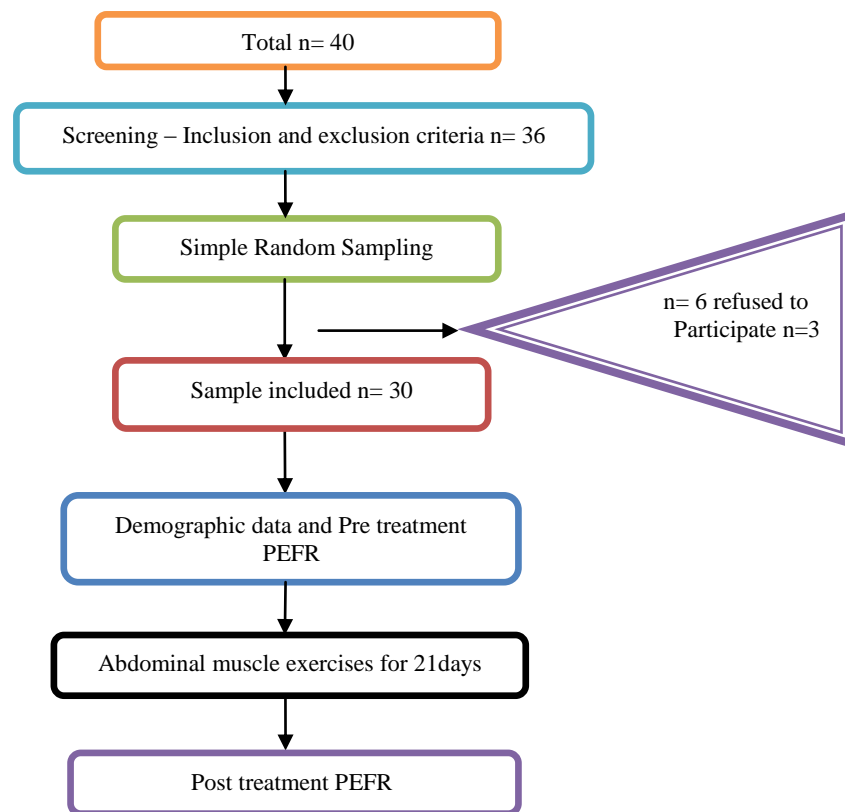 Total n= 40
Screening – Inclusion and exclusion criteria n= 36
Simple Random Sampling
n= 6 refused to
Participate n=3
Sample included n= 30
Demographic data and Pre treatment
PEFR
Abdominal muscle exercises for 21days
Post treatment PEFR